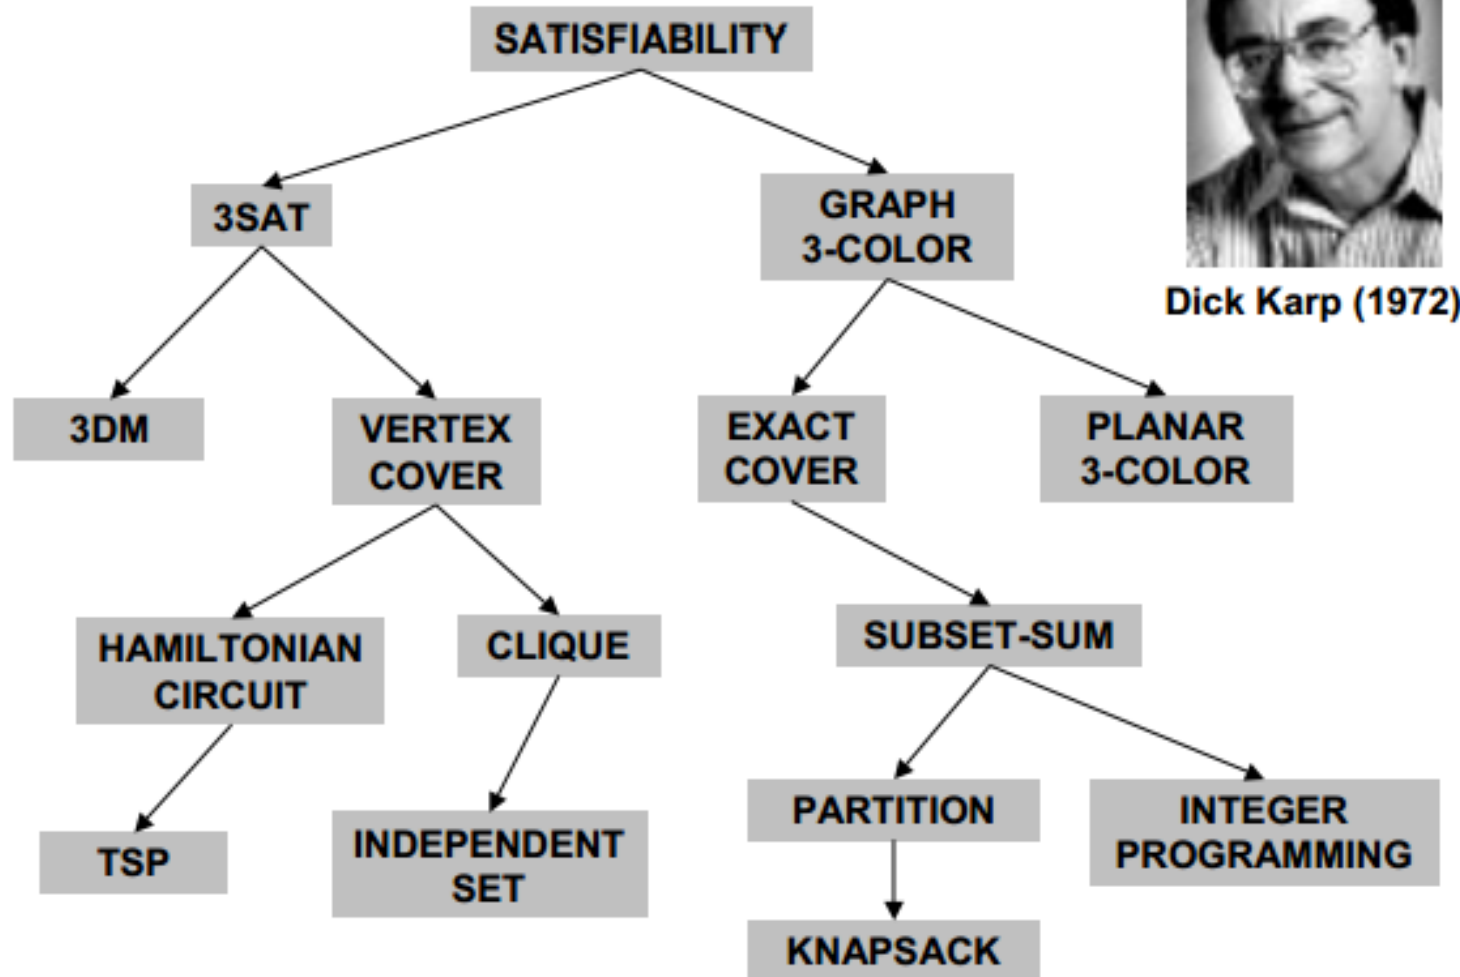 SATISFIABILITY
3SAT
GRAPH
3-COLOR
Dick Karp (1972)
3DM
VERTEX
COVER
EXACT
COVER
PLANAR
3-COLOR
HAMILTONIAN
CIRCUIT
CLIQUE
SUBSET-SUM
TSP
INDEPENDENT
SET
PARTITION
INTEGER
PROGRAMMING
KNAPSACK